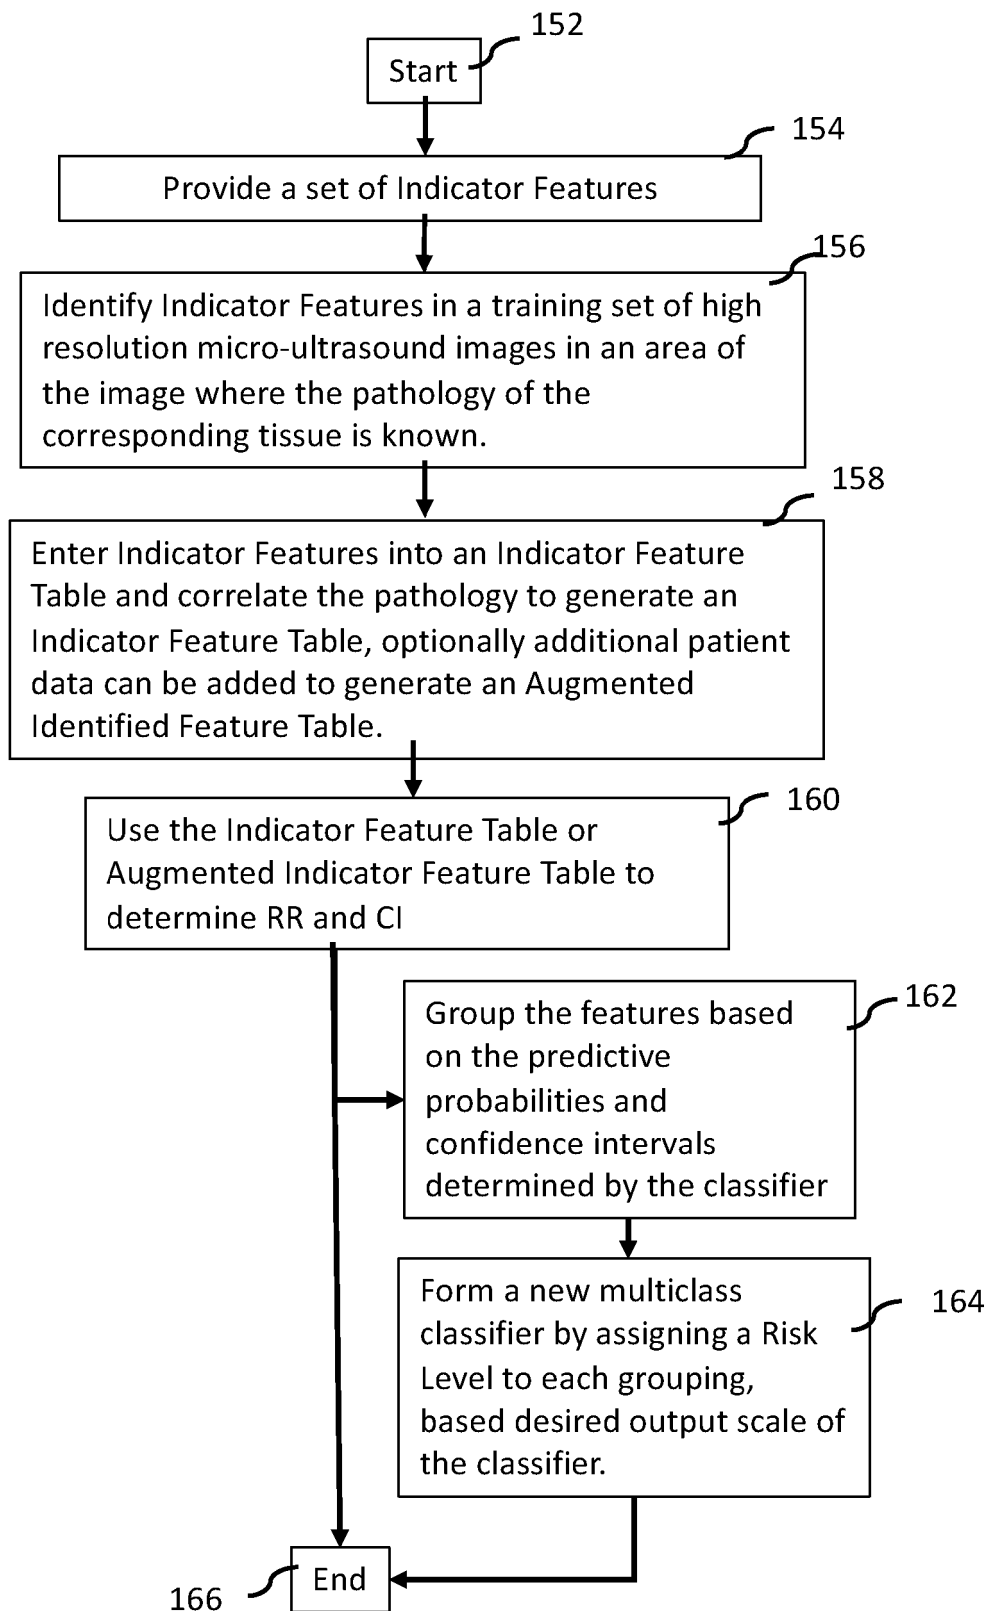 152
Start
154
Provide a set of Indicator Features
156
Identify Indicator Features in a training set of high
resolution micro-ultrasound images in an area of
the image where the pathology of the
corresponding tissue is known.
158
Enter Indicator Features into an Indicator Feature
Table and correlate the pathology to generate an
Indicator Feature Table, optionally additional patient
data can be added to generate an Augmented
Identified Feature Table.
160
Use the Indicator Feature Table or
Augmented Indicator Feature Table to
determine RR and CI
162
Group the features based
on the predictive
probabilities and
confidence intervals
determined by the classifier
164
Form a new multiclass
classifier by assigning a Risk
Level to each grouping,
based desired output scale of
the classifier.
End
166